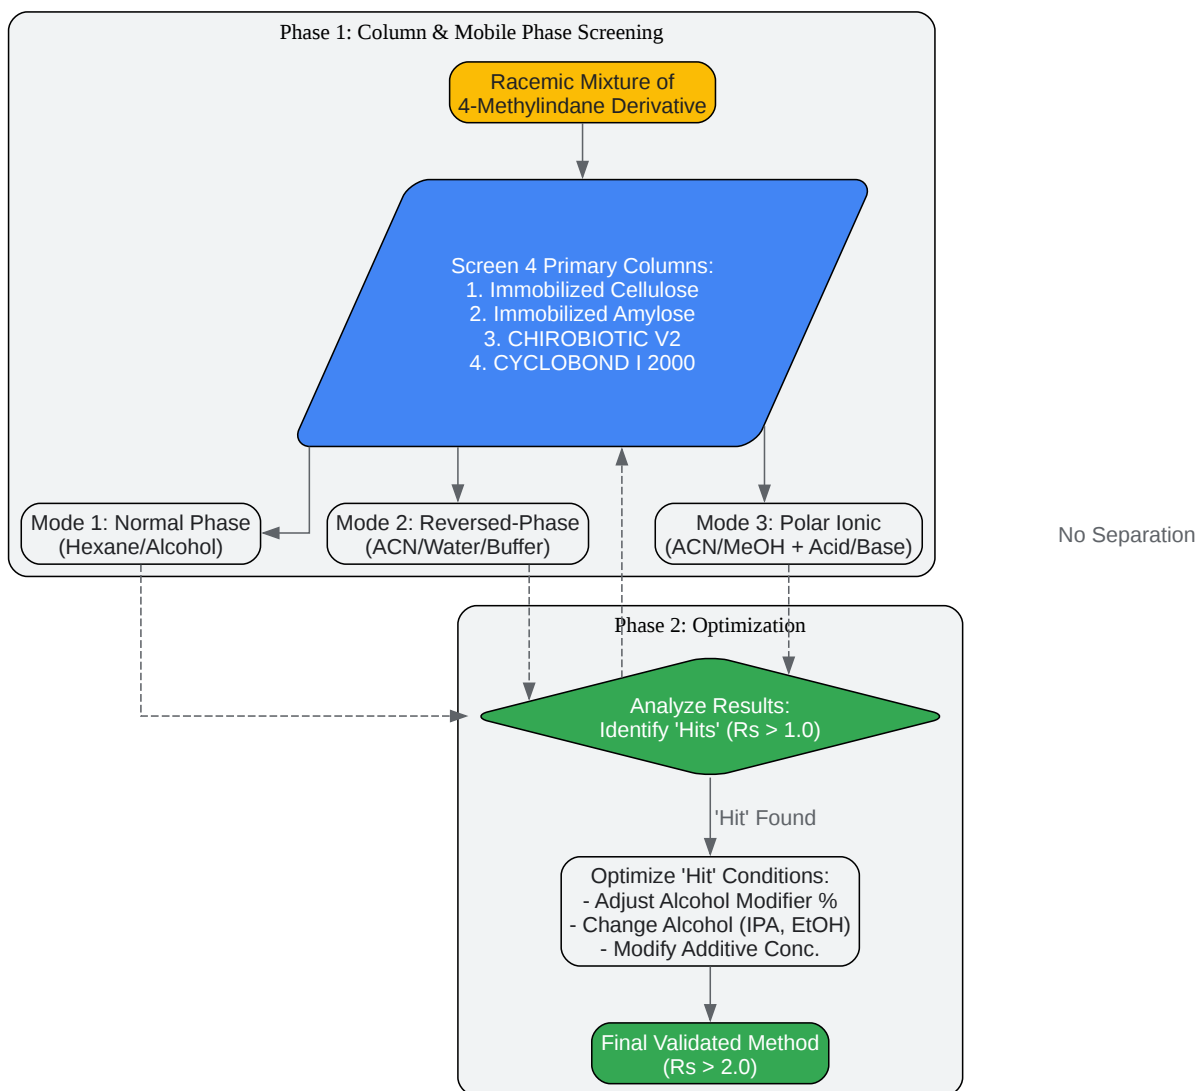 Phase 1: Column & Mobile Phase Screening
Racemic Mixture of
4-Methylindane Derivative
Screen 4 Primary Columns:
1. Immobilized Cellulose
2. Immobilized Amylose
3. CHIROBIOTIC V2
4. CYCLOBOND I 2000
Mode 1: Normal Phase
(Hexane/Alcohol)
Mode 2: Reversed-Phase
(ACN/Water/Buffer)
Mode 3: Polar Ionic
(ACN/MeOH + Acid/Base)
No Separation
Phase 2: Optimization
Analyze Results:
Identify 'Hits' (Rs > 1.0)
'Hit' Found
Optimize 'Hit' Conditions:
- Adjust Alcohol Modifier %
- Change Alcohol (IPA, EtOH)
- Modify Additive Conc.
Final Validated Method
(Rs > 2.0)